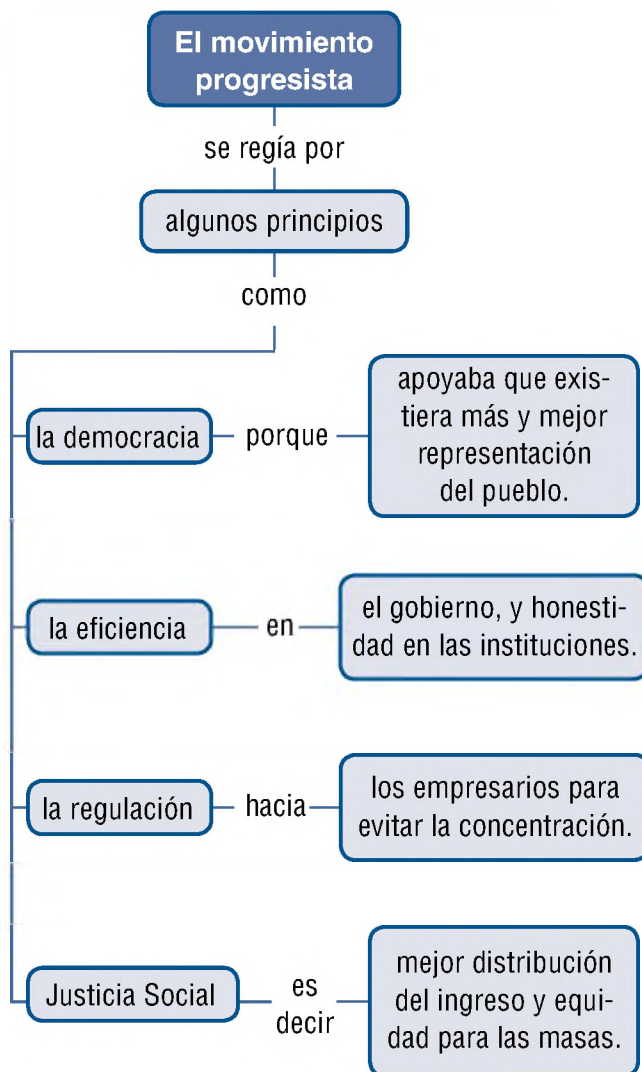 El movimiento
progresista
se regía por
algunos principios
como
la democracia
porque
apoyaba que exis-
tiera más y mejor
representación
del pueblo.
la eficiencia
en
el gobierno, y honesti-
dad en las instituciones.
la regulación
hacia
los empresarios para
evitar la concentración.
Justicia Social
es
decir
mejor distribución
del ingreso y equi-
dad para las masas.